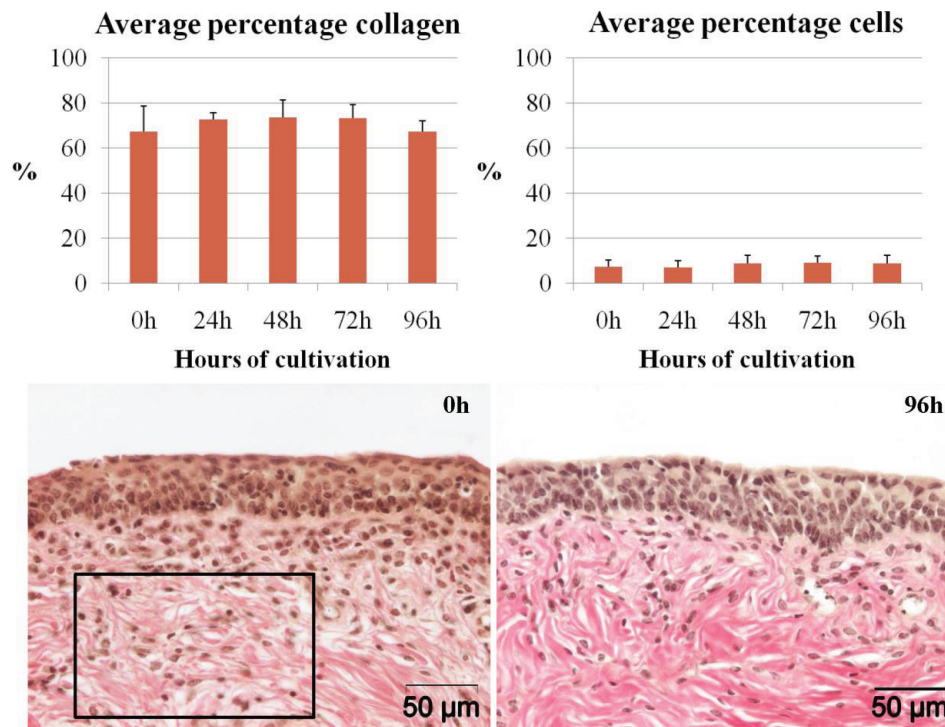 Average percentage collagen
100
80
60
%
40
20
0
0h 24h 48h 72h 96h
Hours of cultivation
Average percentage cells
100
80
60
%
40
20
0
0h 24h 48h 72h 96h
Hours of cultivation
0h
50 µm
96h
50 µm